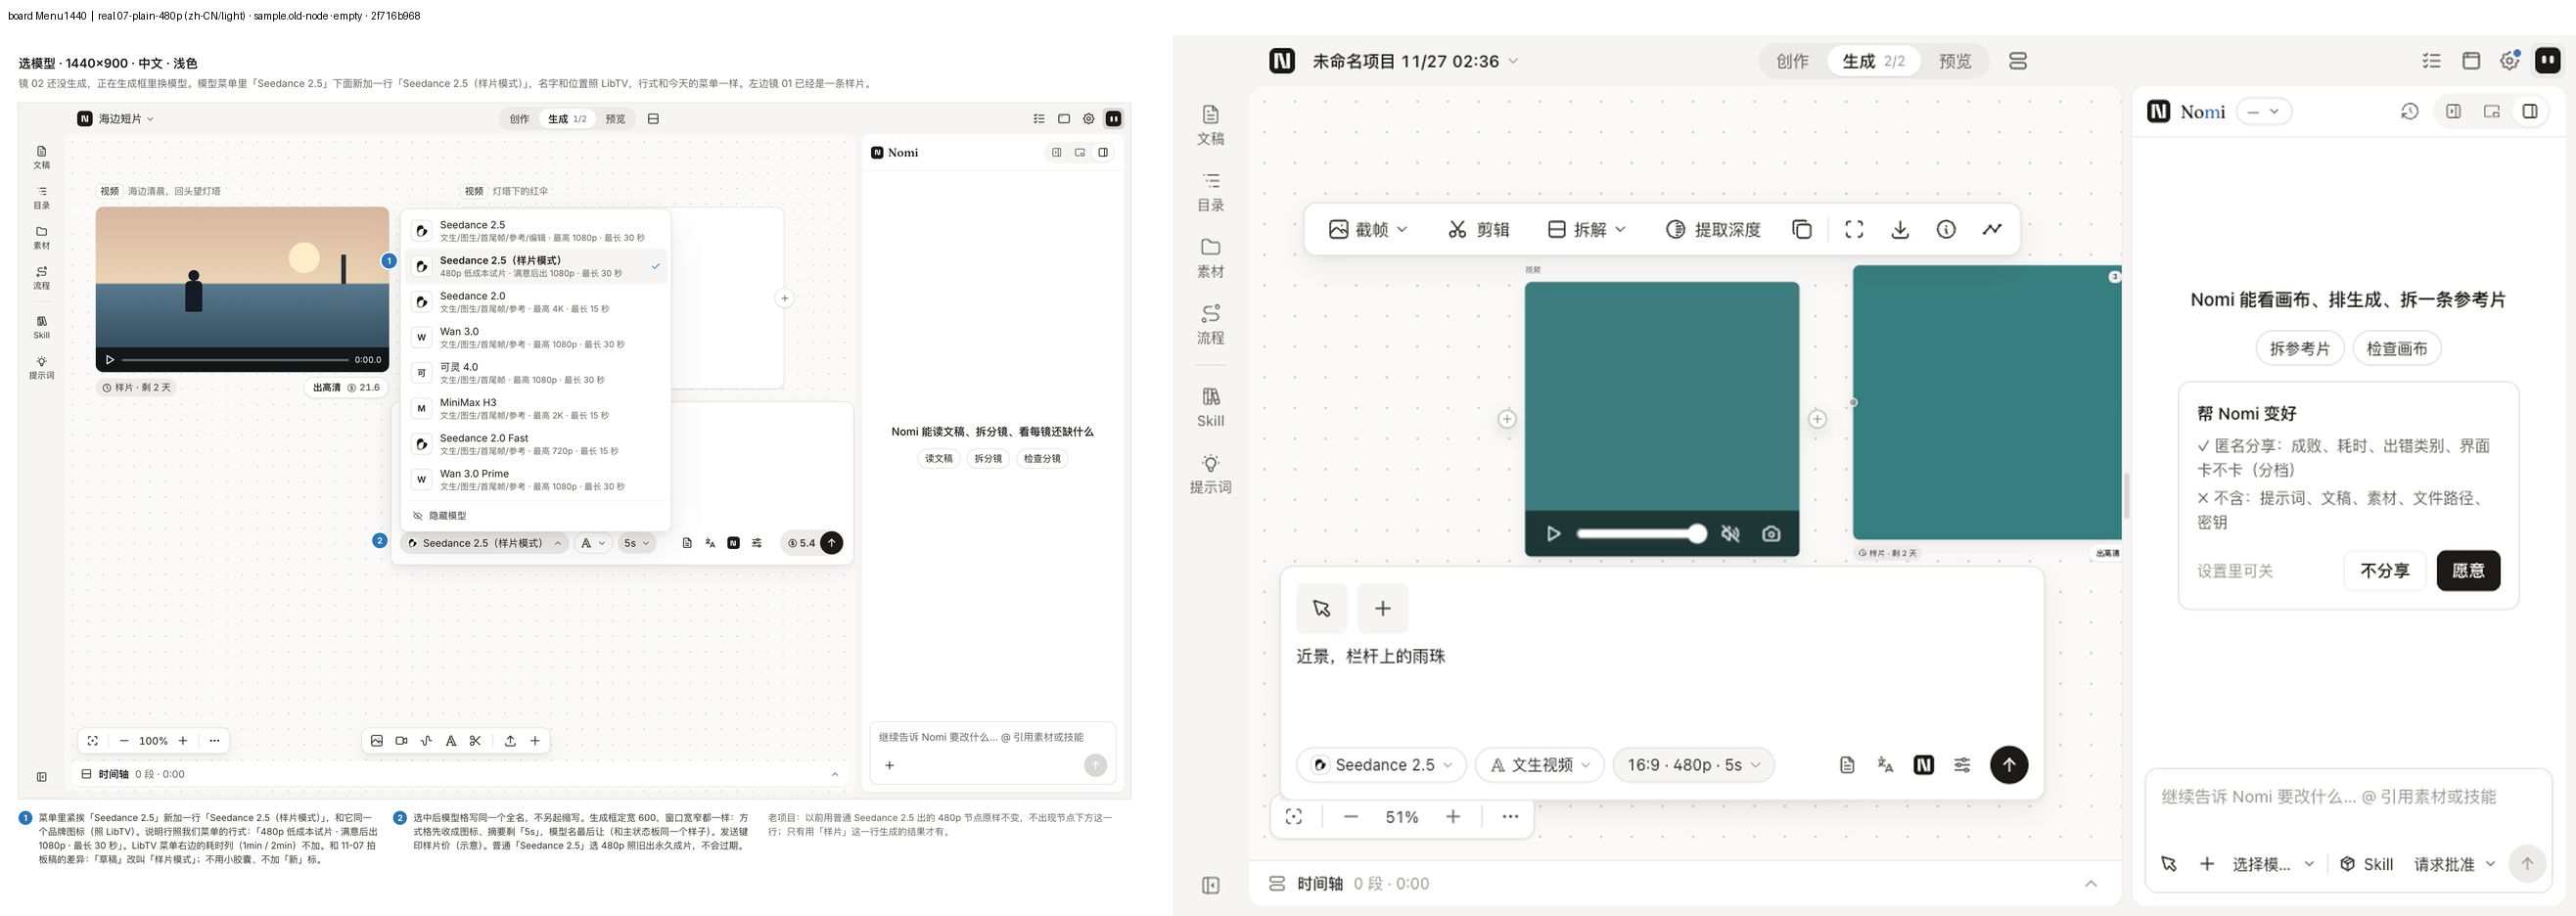 board Menu1440 | real 07-plain-480p (zh-CN/light) · sample.old-node · empty · 2f716b968
选模型 · 1440×900 · 中文 · 浅色
镜 02 还没生成，正在生成框里换模型。模型菜单里「Seedance 2.5」下面新加一行「Seedance 2.5（样片模式）」，名字和位置照 LibTV，行式和今天的菜单一样。左边镜 01 已经是一条样片。
海边短片
创作
生成 1/2
预览
文稿
目录
素材
流程
Skill
提示词
视频 海边清晨，回头望灯塔
视频 灯塔下的红伞
0:00.0
样片 · 剩 2 天
出高清 21.6
1
Seedance 2.5
文生/图生/首尾帧/参考/编辑 · 最高 1080p · 最长 30 秒
Seedance 2.5（样片模式）
480p 低成本试片 · 满意后出 1080p · 最长 30 秒
Seedance 2.0
文生/图生/首尾帧/参考 · 最高 4K · 最长 15 秒
W
Wan 3.0
文生/图生/首尾帧/参考 · 最高 1080p · 最长 30 秒
可
可灵 4.0
文生/图生/首尾帧 · 最高 1080p · 最长 30 秒
M
MiniMax H3
文生/图生/首尾帧/参考 · 最高 2K · 最长 15 秒
Seedance 2.0 Fast
文生/图生/首尾帧/参考 · 最高 720p · 最长 15 秒
W
Wan 3.0 Prime
文生/图生/首尾帧/参考 · 最高 1080p · 最长 30 秒
隐藏模型
2
Seedance 2.5（样片模式）
5s
5.4
Nomi
Nomi 能读文稿、拆分镜、看每镜还缺什么
读文稿
拆分镜
检查分镜
继续告诉 Nomi 要改什么... @ 引用素材或技能
100%
时间轴 0 段 · 0:00
1 菜单里紧挨「Seedance 2.5」新加一行「Seedance 2.5（样片模式）」，和它同一
个品牌图标（照 LibTV）。说明行照我们菜单的行式：「480p 低成本试片 · 满意后出
1080p · 最长 30 秒」。LibTV 菜单右边的耗时列（1min / 2min）不加。和 11-07 拍
板稿的差异：「草稿」改叫「样片模式」；不用小胶囊、不加「新」标。
2 选中后模型格写同一个全名，不另起缩写。生成框定宽 600，窗口宽窄都一样：方
式格先收成图标、摘要剩「5s」，模型名最后让（和主状态板同一个样子）。发送键
印样片价（示意）。普通「Seedance 2.5」选 480p 照旧出永久成片，不会过期。
老项目：以前用普通 Seedance 2.5 出的 480p 节点原样不变，不出现节点下方这一
行；只有用「样片」这一行生成的结果才有。
未命名项目 11/27 02:36
创作
生成 2/2
预览
文稿
目录
素材
流程
Skill
提示词
截帧
剪辑
拆解
提取深度
视频
3
样片 · 剩 2 天
出高清
近景，栏杆上的雨珠
Seedance 2.5
文生视频
16:9 · 480p · 5s
51%
时间轴 0 段 · 0:00
Nomi
Nomi 能看画布、排生成、拆一条参考片
拆参考片
检查画布
帮 Nomi 变好
✓ 匿名分享：成败、耗时、出错类别、界面
卡不卡（分档）
✕ 不含：提示词、文稿、素材、文件路径、
密钥
设置里可关
不分享
愿意
继续告诉 Nomi 要改什么... @ 引用素材或技能
选择模...
Skill
请求批准